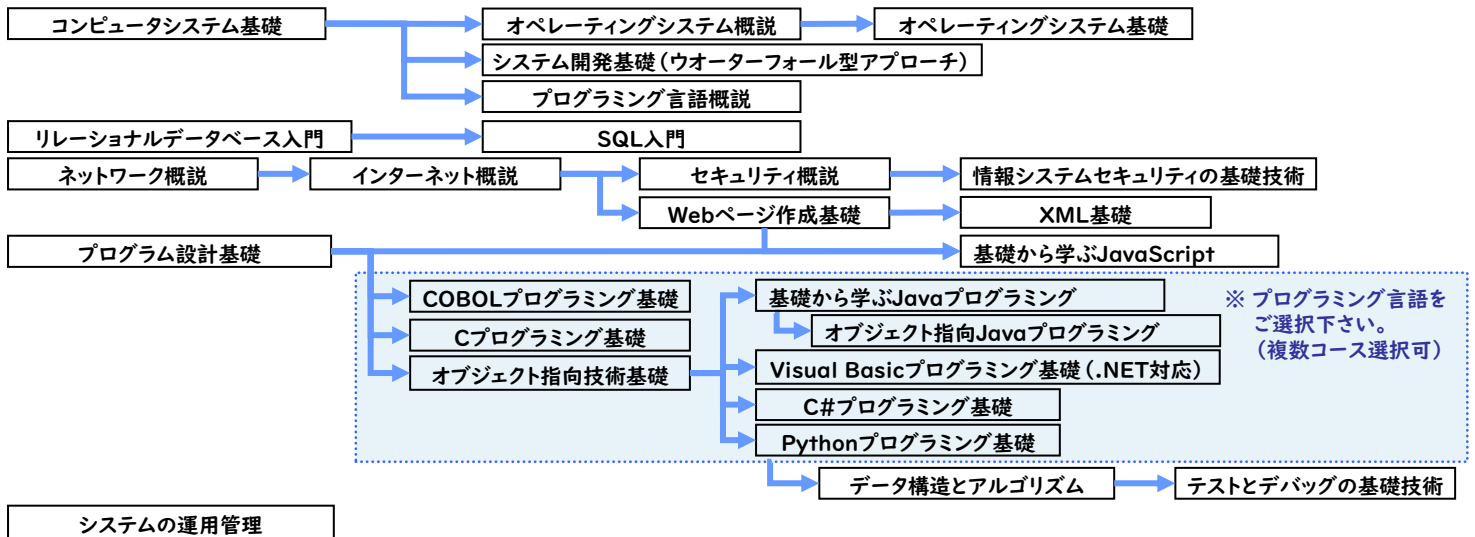 コンピュータシステム基礎
オペレーティングシステム概説
オペレーティングシステム基礎
システム開発基礎（ウオーターフォール型アプローチ）
プログラミング言語概説
リレーショナルデータベース入門
SQL入門
ネットワーク概説
インターネット概説
セキュリティ概説
情報システムセキュリティの基礎技術
Webページ作成基礎
XML基礎
プログラム設計基礎
基礎から学ぶJavaScript
COBOLプログラミング基礎
基礎から学ぶJavaプログラミング
※ プログラミング言語を
ご選択下さい。
（複数コース選択可）
Cプログラミング基礎
オブジェクト指向Javaプログラミング
オブジェクト指向技術基礎
Visual Basicプログラミング基礎（.NET対応）
C#プログラミング基礎
Pythonプログラミング基礎
データ構造とアルゴリズム
テストとデバッグの基礎技術
システムの運用管理